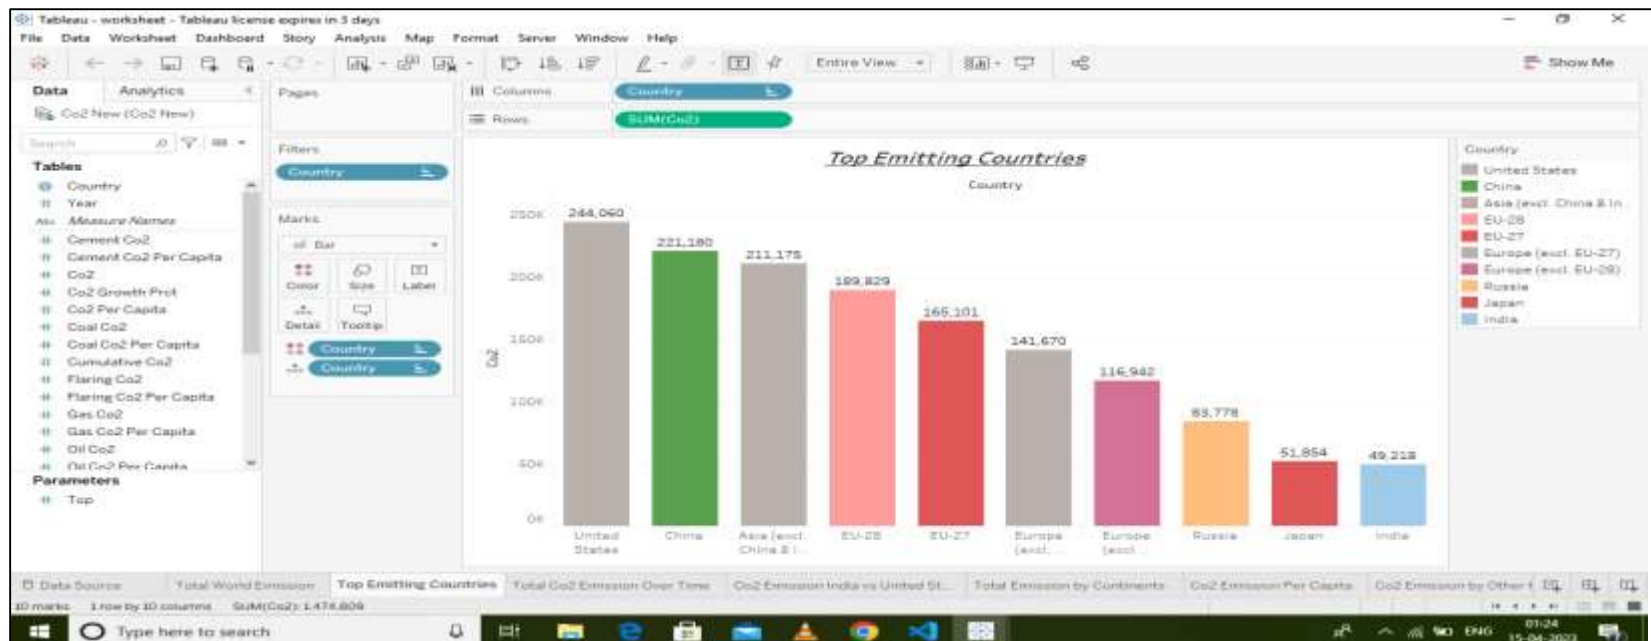 Tableau - worksheet - Tableau license expires in 3 days
File Data Worksheet Dashboard Story Analysis Map Format Server Window Help
Entire View
Show Me
Data Analytics
Co2 New (Co2 New)
Search
Tables
Country
Year
Abc Measure Names
Cement Co2
Cement Co2 Per Capita
Co2
Co2 Growth Prct
Co2 Per Capita
Coal Co2
Coal Co2 Per Capita
Cumulative Co2
Flaring Co2
Flaring Co2 Per Capita
Gas Co2
Gas Co2 Per Capita
Oil Co2
Oil Co2 Per Capita
Parameters
Top
Pages
Filters
Country
Marks
Bar
Color Size Label
Detail Tooltip
Country
Country
Columns Country
Rows SUM(Co2)
Top Emitting Countries
Country
Co2
250K
200K
150K
100K
50K
0K
244,060
221,180
211,175
189,829
165,101
141,670
116,942
83,778
51,854
49,218
United States
China
Asia (excl. China & I...
EU-28
EU-27
Europe (excl. ...
Europe (excl. ...
Russia
Japan
India
Country
United States
China
Asia (excl. China & In..
EU-28
EU-27
Europe (excl. EU-27)
Europe (excl. EU-28)
Russia
Japan
India
Data Source Total World Emission Top Emitting Countries Total Co2 Emission Over Time Co2 Emission India vs United St.. Total Emission by Continents Co2 Emission Per Capita Co2 Emission by Other
10 marks 1 row by 10 columns SUM(Co2): 1,474,809
Type here to search
ENG
01:24